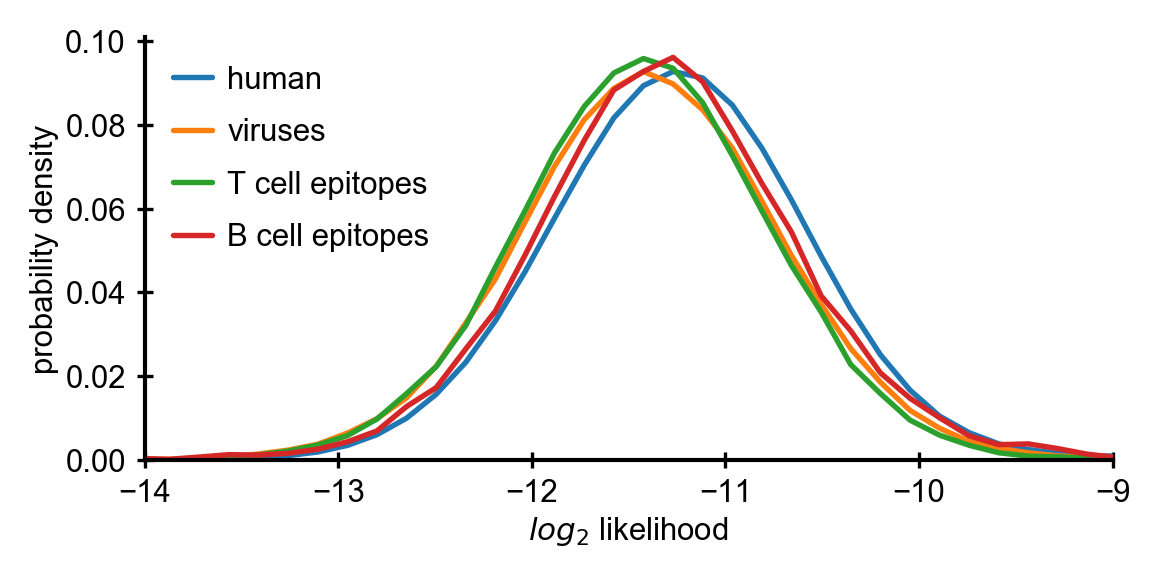 0.10
0.08
0.06
0.04
0.02
0.00
probability density
human
viruses
T cell epitopes
B cell epitopes
−14 −13 −12 −11 −10 −9
log₂ likelihood